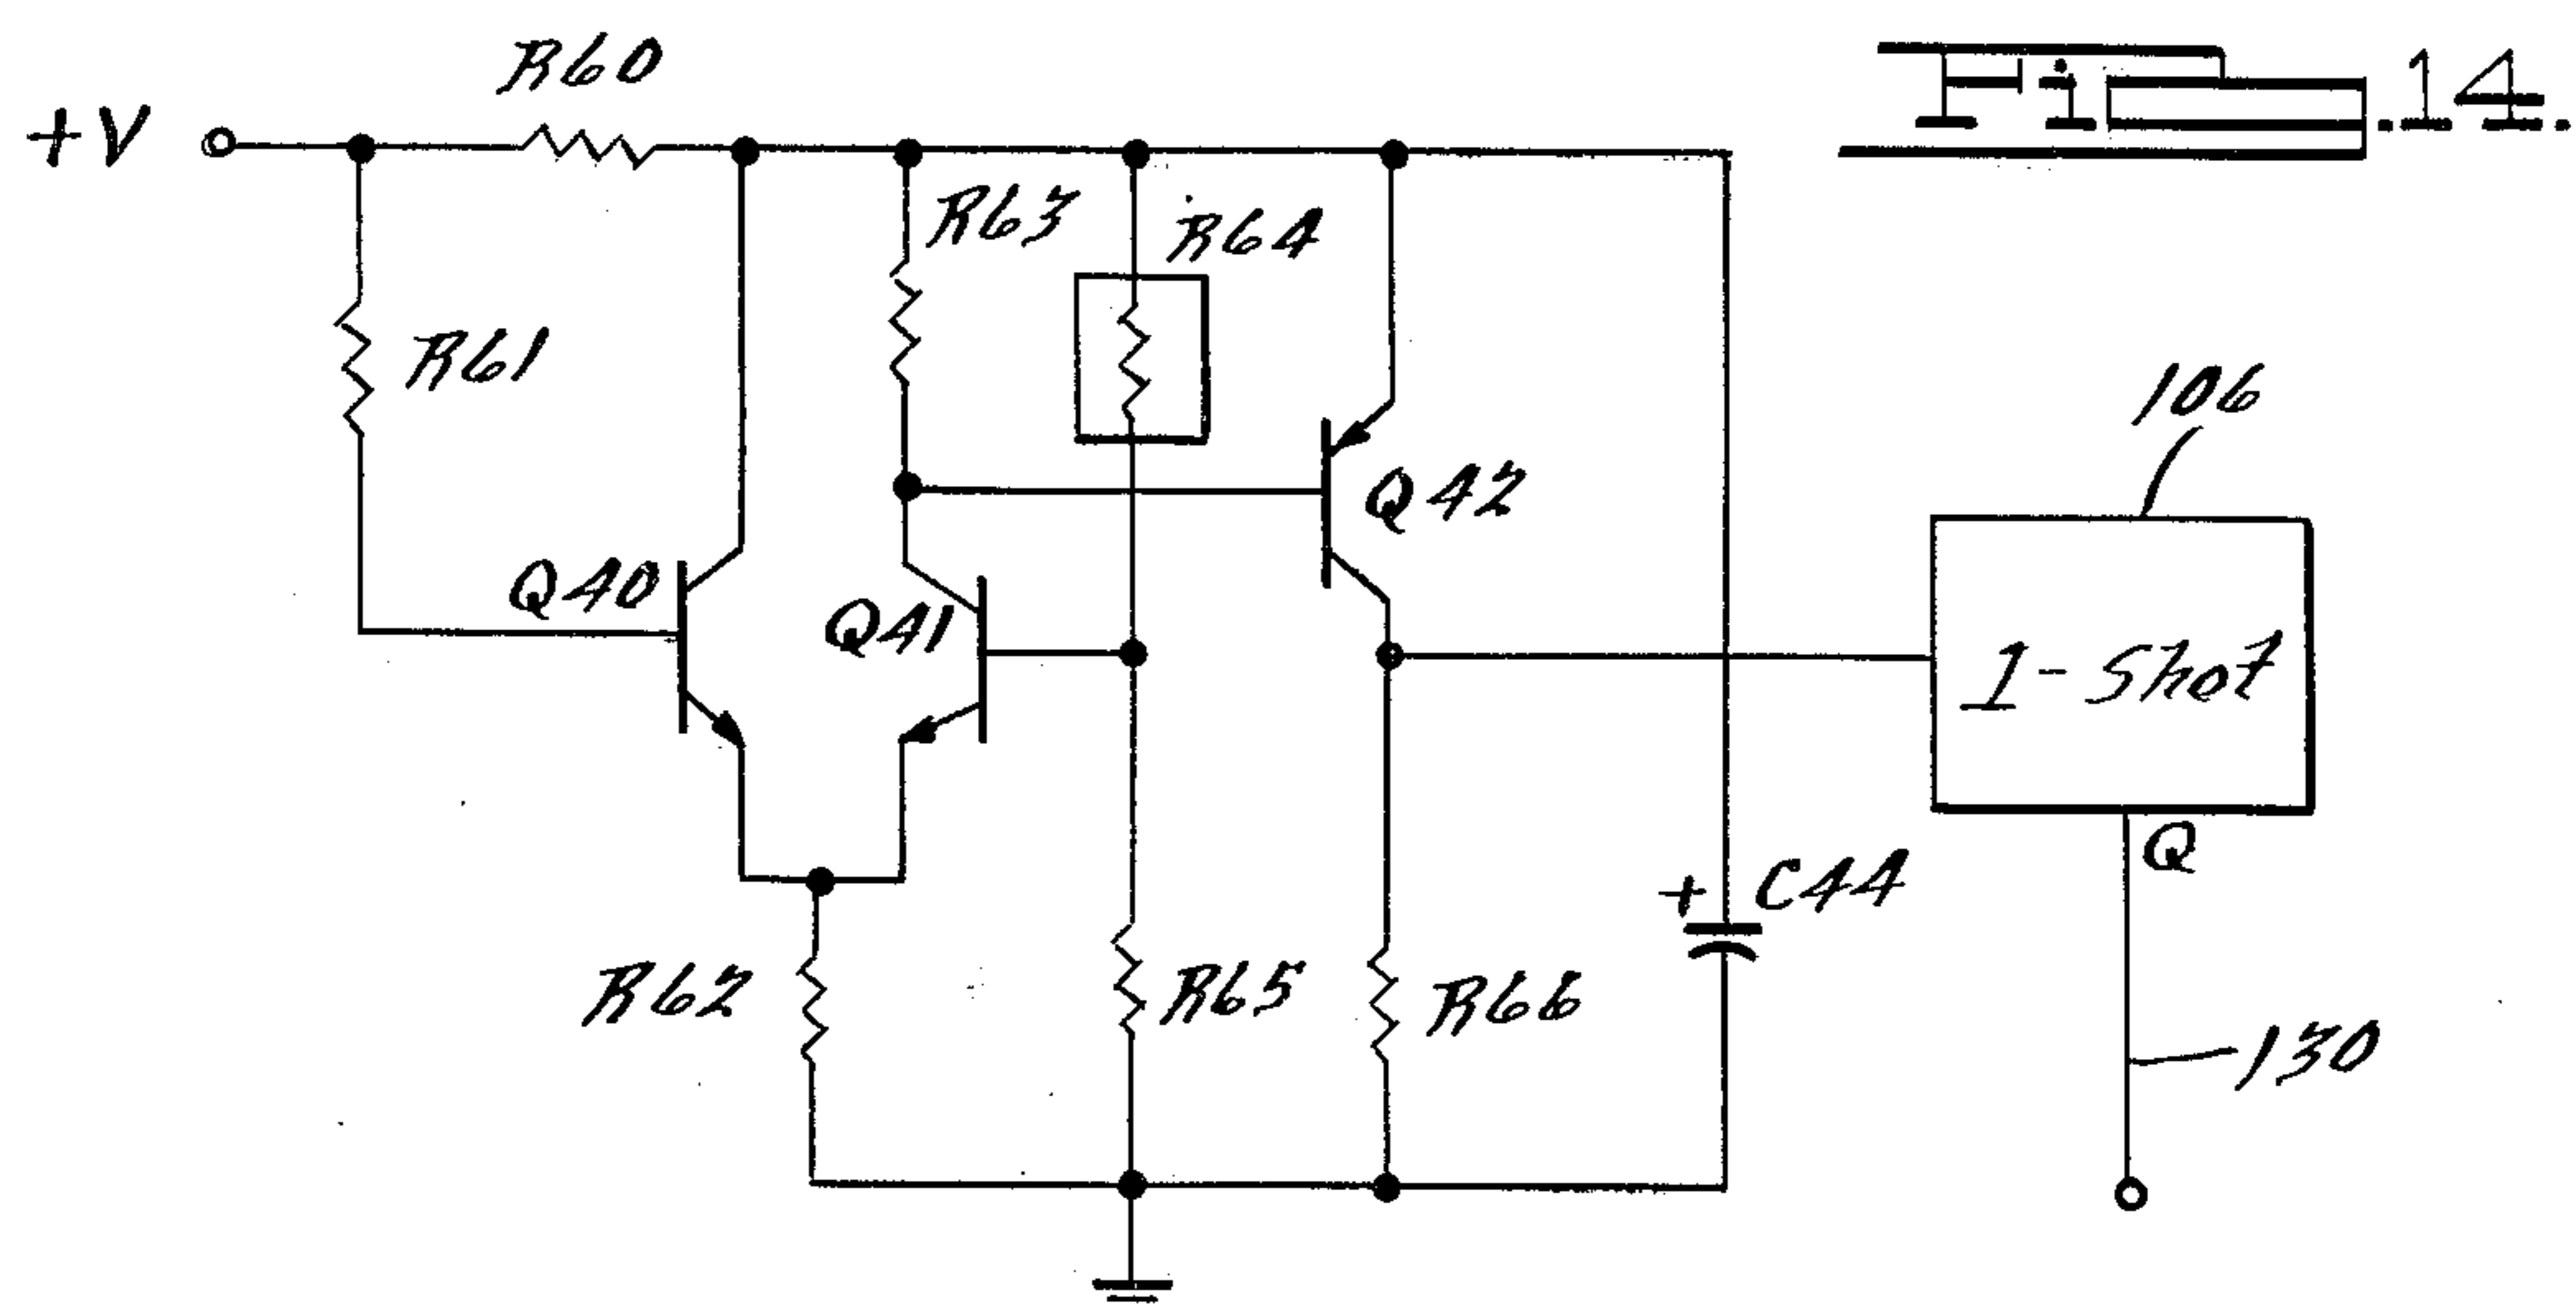 Fig. 14.
R60
+V
R63
R64
R61
106
Q42
Q40
Q41
1-Shot
Q
+ C44
R62
R65
R66
130